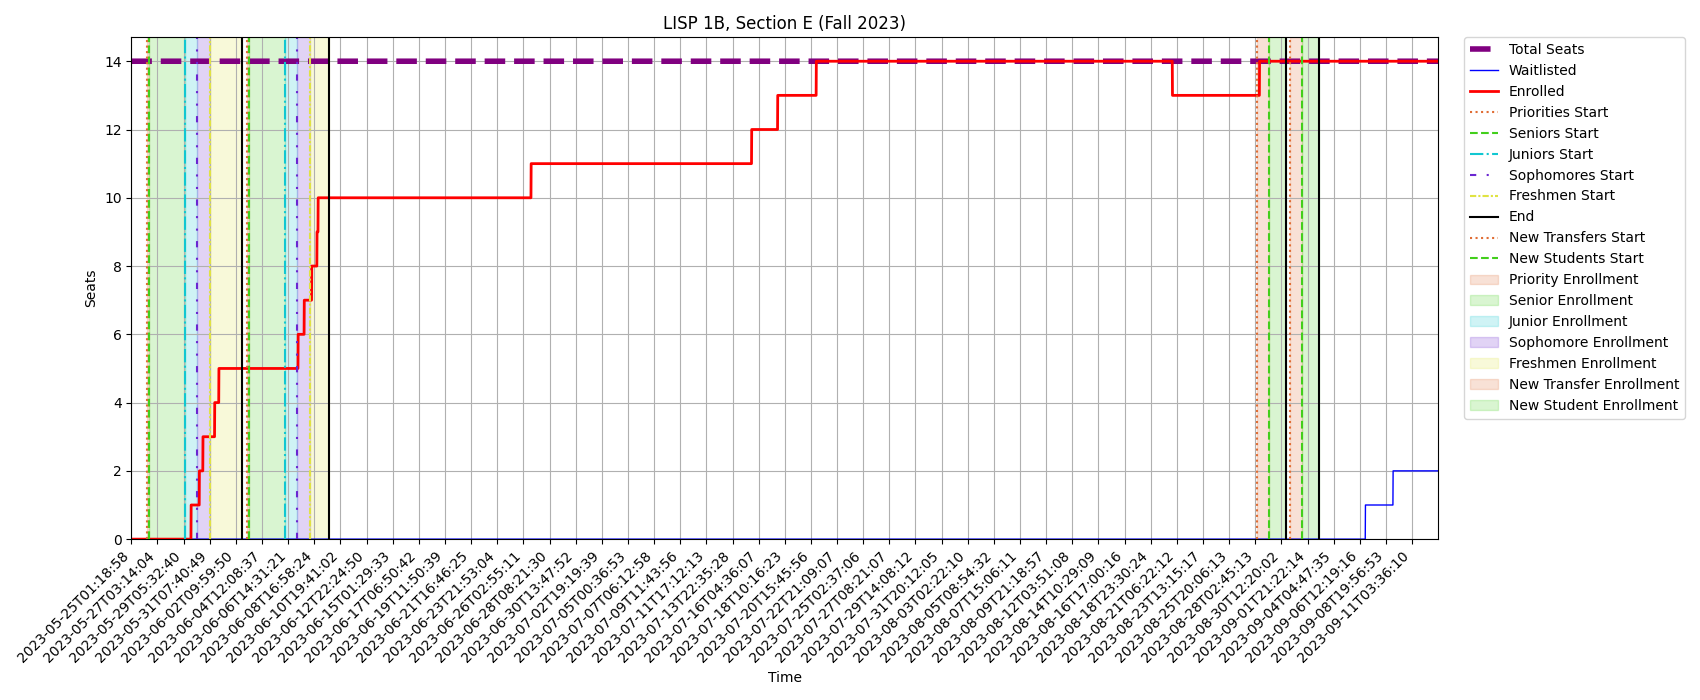 LISP 1B, Section E (Fall 2023)
Seats
14
12
10
8
6
4
2
0
2023-05-25T01:18:58
2023-05-27T03:14:04
2023-05-29T05:32:40
2023-05-31T07:40:49
2023-06-02T09:59:50
2023-06-04T12:08:37
2023-06-06T14:31:21
2023-06-08T16:58:24
2023-06-10T19:41:02
2023-06-12T22:24:50
2023-06-15T01:29:33
2023-06-17T06:50:42
2023-06-19T11:50:39
2023-06-21T16:46:25
2023-06-23T21:53:04
2023-06-26T02:55:11
2023-06-28T08:21:30
2023-06-30T13:47:52
2023-07-02T19:19:39
2023-07-05T00:36:53
2023-07-07T06:12:58
2023-07-09T11:43:56
2023-07-11T17:12:13
2023-07-13T22:35:28
2023-07-16T04:36:07
2023-07-18T10:16:23
2023-07-20T15:45:56
2023-07-22T21:09:07
2023-07-25T02:37:06
2023-07-27T08:21:07
2023-07-29T14:08:12
2023-07-31T20:12:05
2023-08-03T02:22:10
2023-08-05T08:54:32
2023-08-07T15:06:11
2023-08-09T21:18:57
2023-08-12T03:51:08
2023-08-14T10:29:09
2023-08-16T17:00:16
2023-08-18T23:30:24
2023-08-21T06:22:12
2023-08-23T13:15:17
2023-08-25T20:06:13
2023-08-28T02:45:13
2023-08-30T12:20:02
2023-09-01T21:22:14
2023-09-04T04:47:35
2023-09-06T12:19:16
2023-09-08T19:56:53
2023-09-11T03:36:10
Time
Total Seats
Waitlisted
Enrolled
Priorities Start
Seniors Start
Juniors Start
Sophomores Start
Freshmen Start
End
New Transfers Start
New Students Start
Priority Enrollment
Senior Enrollment
Junior Enrollment
Sophomore Enrollment
Freshmen Enrollment
New Transfer Enrollment
New Student Enrollment